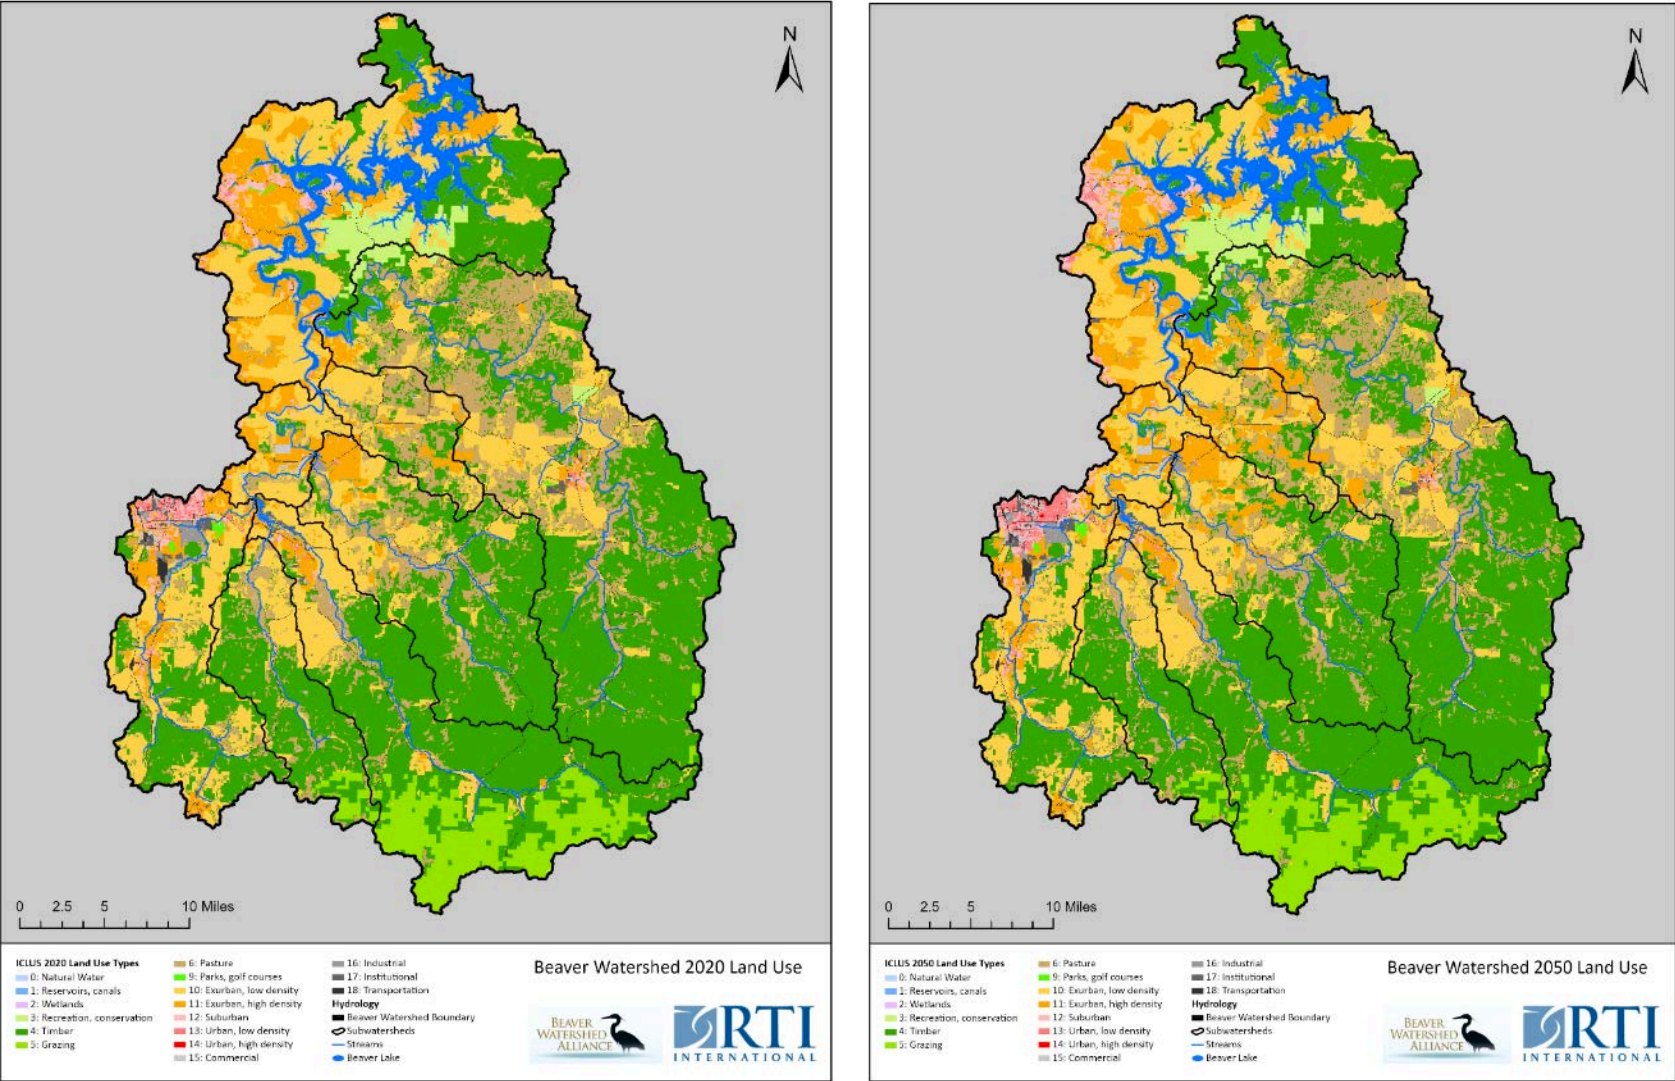 N
0 2.5 5 10 Miles
ICLUS 2020 Land Use Types
0: Natural Water
1: Reservoirs, canals
2: Wetlands
3: Recreation, conservation
4: Timber
5: Grazing
6: Pasture
9: Parks, golf courses
10: Exurban, low density
11: Exurban, high density
12: Suburban
13: Urban, low density
14: Urban, high density
15: Commercial
16: Industrial
17: Institutional
18: Transportation
Hydrology
Beaver Watershed Boundary
Subwatersheds
Streams
Beaver Lake
Beaver Watershed 2020 Land Use
BEAVER
WATERSHED
ALLIANCE
RTI
INTERNATIONAL
N
0 2.5 5 10 Miles
ICLUS 2050 Land Use Types
0: Natural Water
1: Reservoirs, canals
2: Wetlands
3: Recreation, conservation
4: Timber
5: Grazing
6: Pasture
9: Parks, golf courses
10: Exurban, low density
11: Exurban, high density
12: Suburban
13: Urban, low density
14: Urban, high density
15: Commercial
16: Industrial
17: Institutional
18: Transportation
Hydrology
Beaver Watershed Boundary
Subwatersheds
Streams
Beaver Lake
Beaver Watershed 2050 Land Use
BEAVER
WATERSHED
ALLIANCE
RTI
INTERNATIONAL